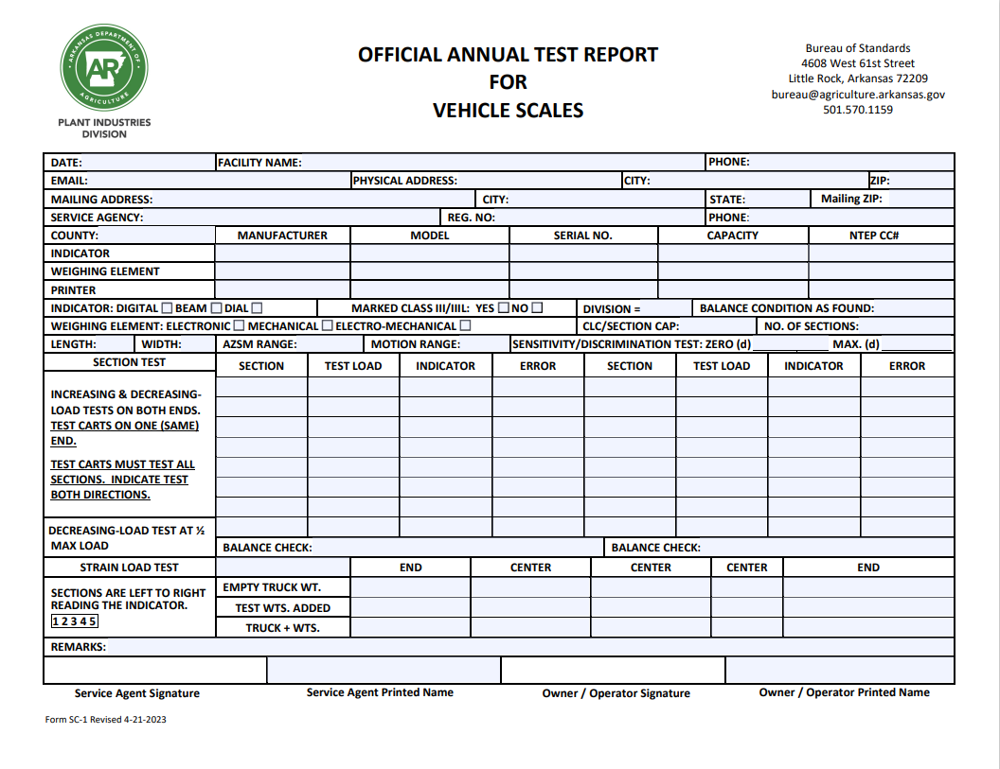 ARKANSAS DEPARTMENT OF
AR
AGRICULTURE
PLANT INDUSTRIES
DIVISION
OFFICIAL ANNUAL TEST REPORT
FOR
VEHICLE SCALES
Bureau of Standards
4608 West 61st Street
Little Rock, Arkansas 72209
bureau@agriculture.arkansas.gov
501.570.1159
DATE: FACILITY NAME: PHONE:
EMAIL: PHYSICAL ADDRESS: CITY: ZIP:
MAILING ADDRESS: CITY: STATE: Mailing ZIP:
SERVICE AGENCY: REG. NO: PHONE:
COUNTY: MANUFACTURER MODEL SERIAL NO. CAPACITY NTEP CC#
INDICATOR
WEIGHING ELEMENT
PRINTER
INDICATOR: DIGITAL BEAM DIAL MARKED CLASS III/IIIL: YES NO DIVISION = BALANCE CONDITION AS FOUND:
WEIGHING ELEMENT: ELECTRONIC MECHANICAL ELECTRO-MECHANICAL CLC/SECTION CAP: NO. OF SECTIONS:
LENGTH: WIDTH: AZSM RANGE: MOTION RANGE: SENSITIVITY/DISCRIMINATION TEST: ZERO (d) MAX. (d)
SECTION TEST SECTION TEST LOAD INDICATOR ERROR SECTION TEST LOAD INDICATOR ERROR
INCREASING & DECREASING-
LOAD TESTS ON BOTH ENDS.
TEST CARTS ON ONE (SAME)
END.
TEST CARTS MUST TEST ALL
SECTIONS. INDICATE TEST
BOTH DIRECTIONS.
DECREASING-LOAD TEST AT ½
MAX LOAD
BALANCE CHECK: BALANCE CHECK:
STRAIN LOAD TEST END CENTER CENTER CENTER END
SECTIONS ARE LEFT TO RIGHT
READING THE INDICATOR.
1 2 3 4 5
EMPTY TRUCK WT.
TEST WTS. ADDED
TRUCK + WTS.
REMARKS:
Service Agent Signature Service Agent Printed Name Owner / Operator Signature Owner / Operator Printed Name
Form SC-1 Revised 4-21-2023